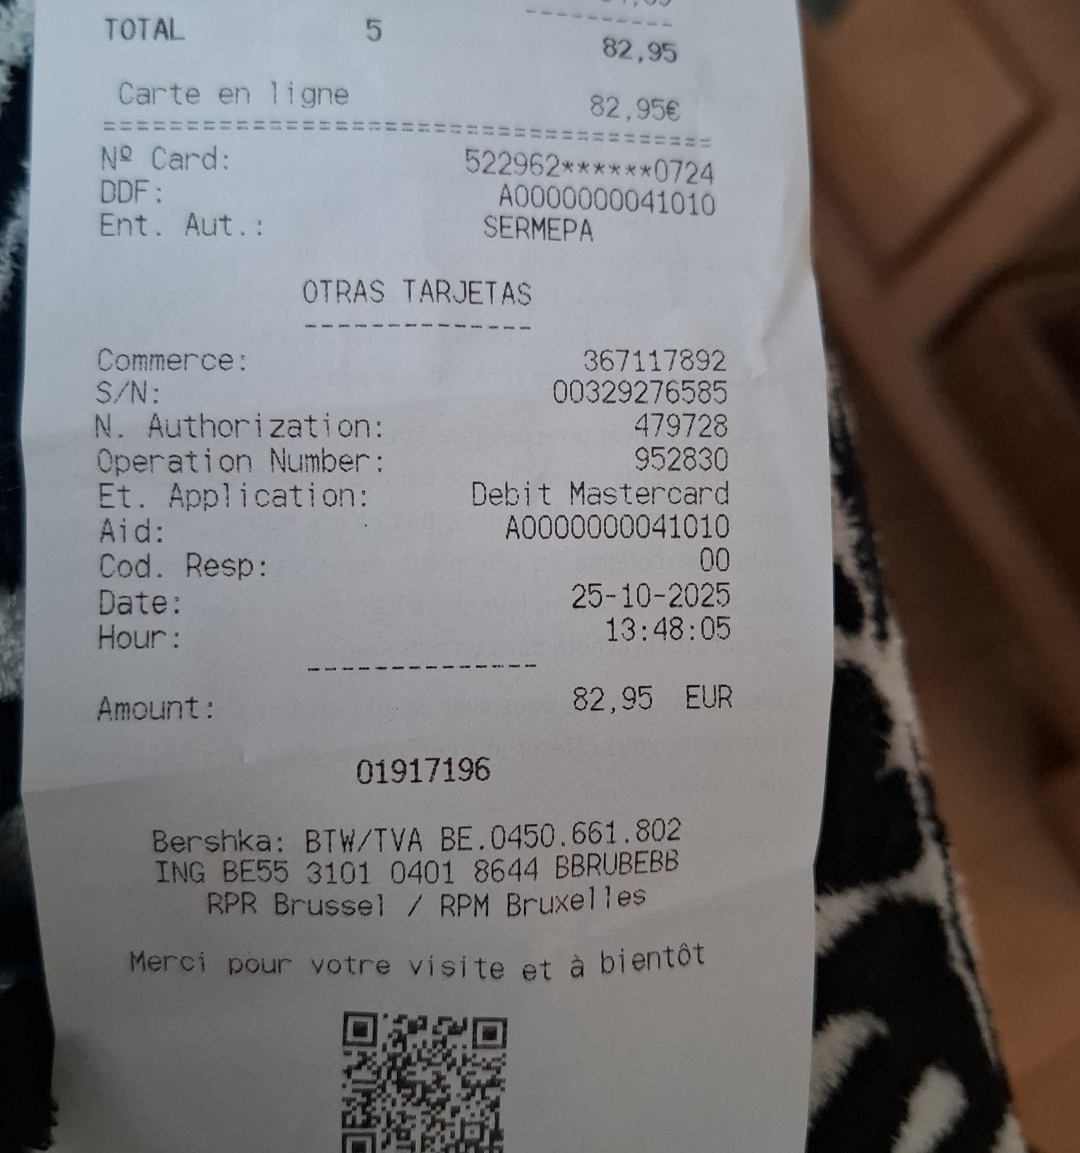 TOTAL 5 82,95
Carte en ligne 82,95€
======================================
Nº Card: 522962******0724
DDF: A0000000041010
Ent. Aut.: SERMEPA
OTRAS TARJETAS
--------------
Commerce: 367117892
S/N: 00329276585
N. Authorization: 479728
Operation Number: 952830
Et. Application: Debit Mastercard
Aid: A0000000041010
Cod. Resp: 00
Date: 25-10-2025
Hour: 13:48:05
--------------
Amount: 82,95 EUR
01917196
Bershka: BTW/TVA BE.0450.661.802
ING BE55 3101 0401 8644 BBRUBEBB
RPR Brussel / RPM Bruxelles
Merci pour votre visite et à bientôt